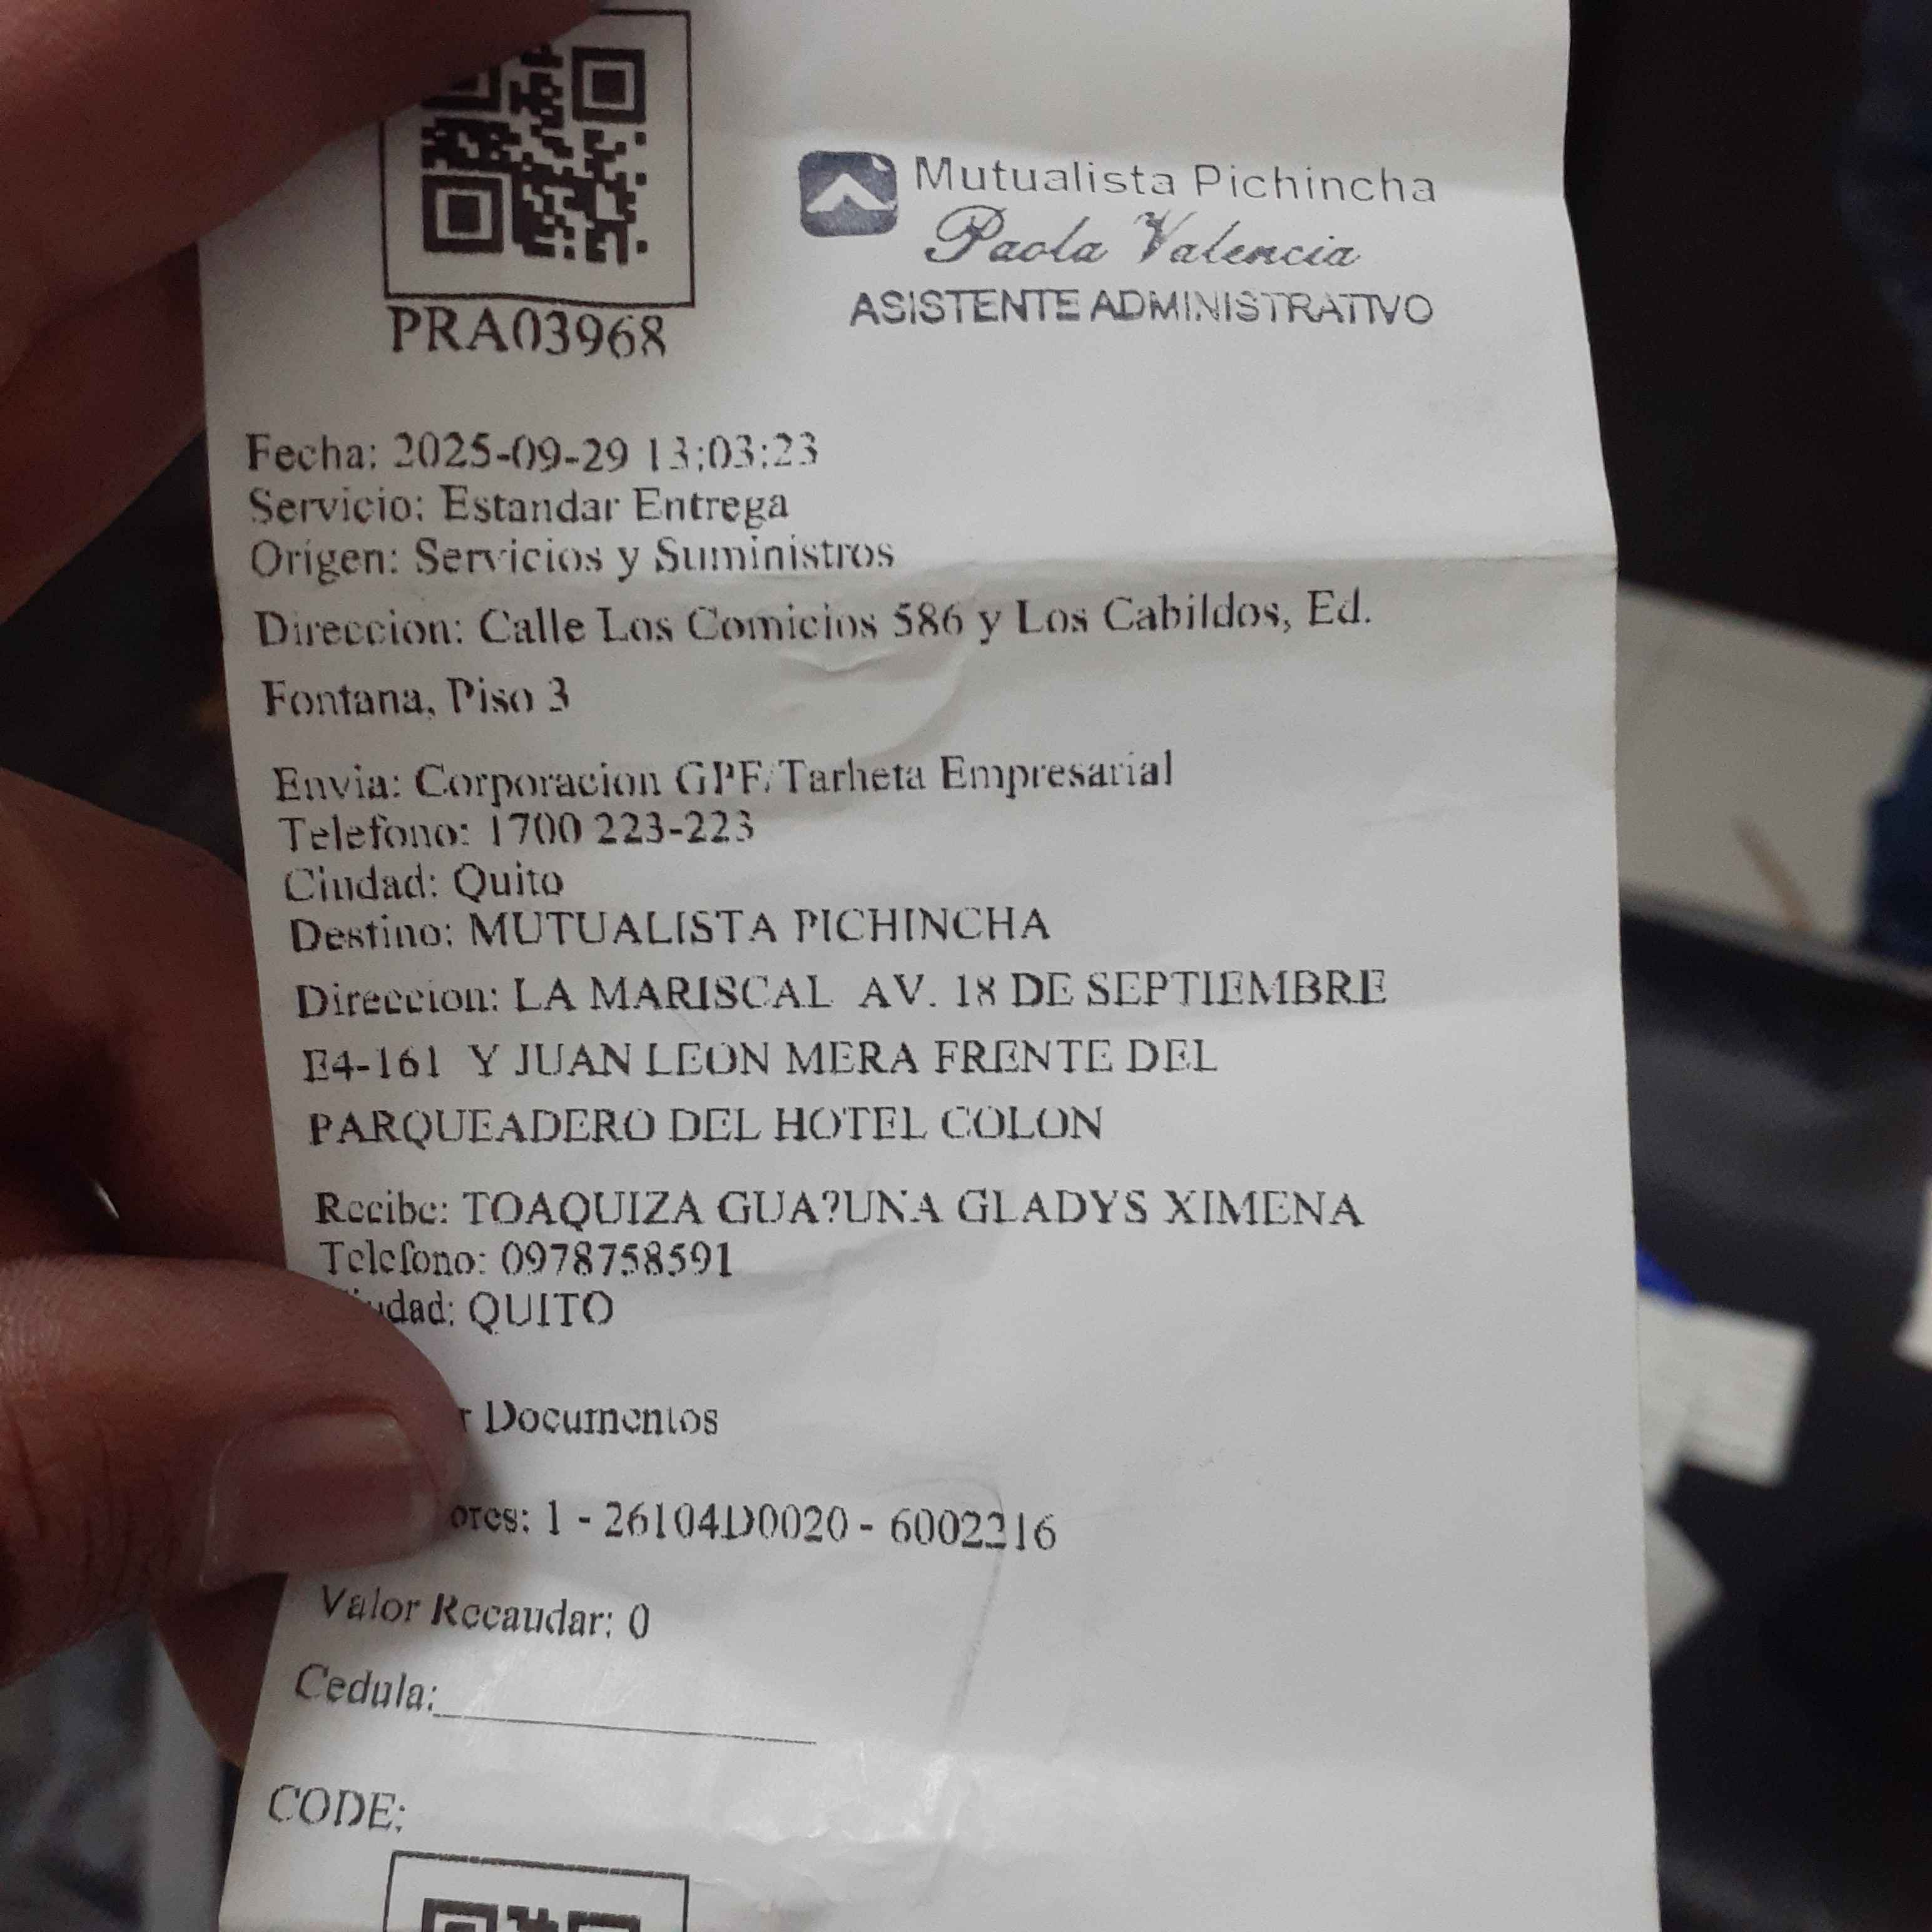 Mutualista Pichincha
Paola Valencia
ASISTENTE ADMINISTRATIVO
PRA03968
Fecha: 2025-09-29 13:03:23
Servicio: Estandar Entrega
Origen: Servicios y Suministros
Direccion: Calle Los Comicios 586 y Los Cabildos, Ed.
Fontana, Piso 3
Envia: Corporacion GPF/Tarheta Empresarial
Telefono: 1700 223-223
Ciudad: Quito
Destino: MUTUALISTA PICHINCHA
Direccion: LA MARISCAL AV. 18 DE SEPTIEMBRE
E4-161 Y JUAN LEON MERA FRENTE DEL
PARQUEADERO DEL HOTEL COLON
Recibe: TOAQUIZA GUA?UNA GLADYS XIMENA
Telefono: 0978758591
QUITO
Documentos
1 - 26104D0020 - 6002216
Valor Recaudar: 0
Cedula:
CODE: